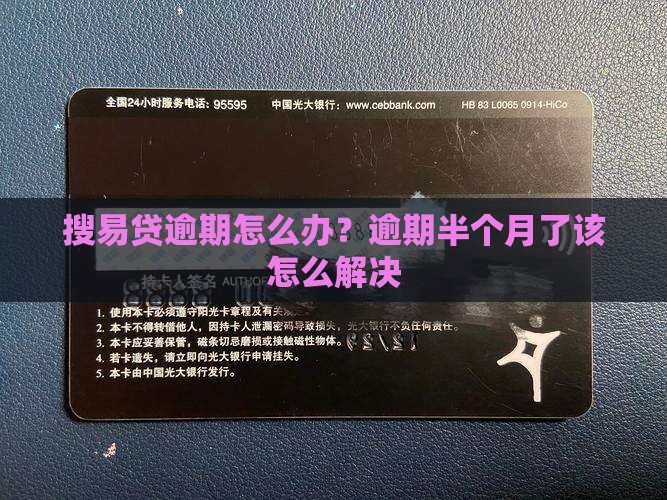 全国24小时服务电话: 95595 中国光大银行: www.cebbank.com HB 83 L0065 0914-HiCo
搜易贷逾期怎么办？逾期半个月了该
怎么解决
持卡人签名 AUTHOR
1. 使用本卡必须遵守阳光卡章程及有关
2. 本卡不得转借他人，因持卡人泄漏密码导致损失，光大银行不负任何责任。
3. 本卡应妥善保管，磁条切忌磨损或接触磁性物体。
4. 若卡遗失，请立即向光大银行申请挂失。
5. 本卡由中国光大银行发行。